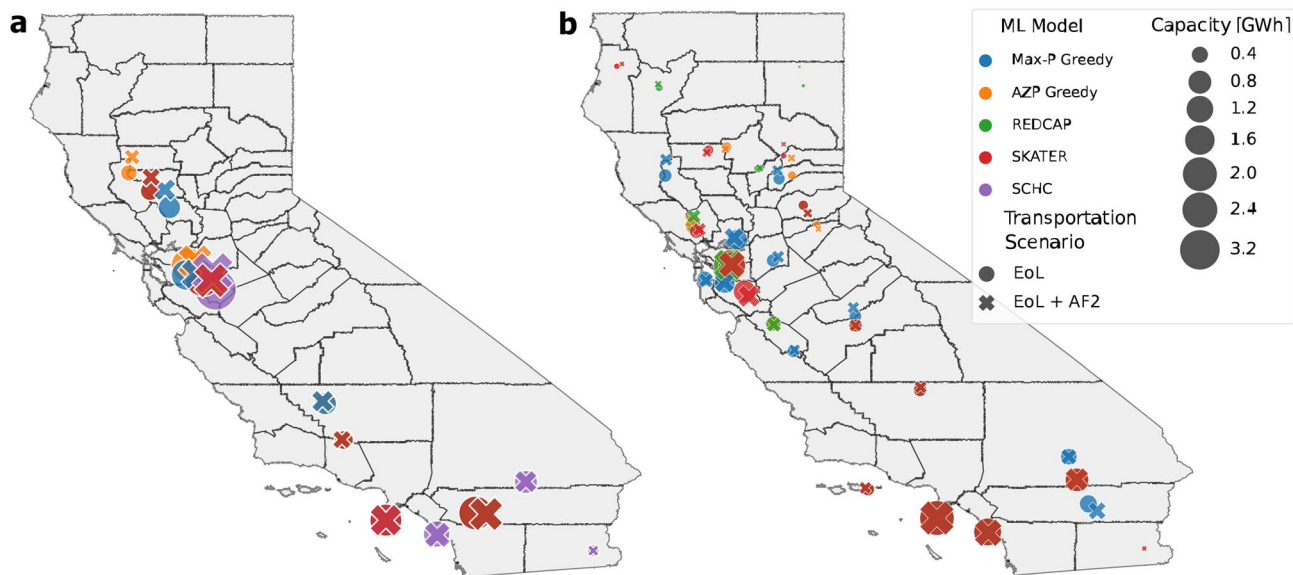 a
b
ML Model
Max-P Greedy
AZP Greedy
REDCAP
SKATER
SCHC
Transportation
Scenario
EoL
EoL + AF2
Capacity [GWh]
0.4
0.8
1.2
1.6
2.0
2.4
3.2